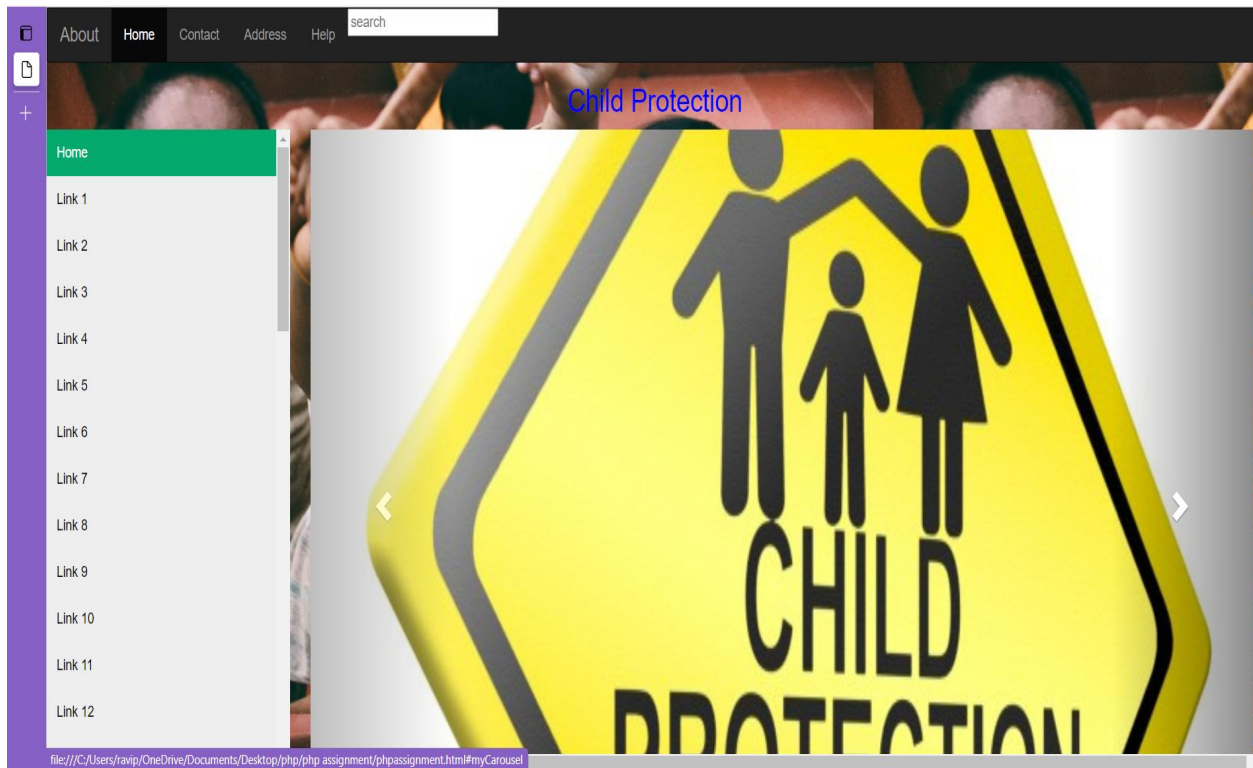 About Home Contact Address Help search
Child Protection
Home
Link 1
Link 2
Link 3
Link 4
Link 5
Link 6
Link 7
Link 8
Link 9
Link 10
Link 11
Link 12
CHILD
PROTECTION
file:///C:/Users/ravip/OneDrive/Documents/Desktop/php/php assignment/phpassignment.html#myCarousel